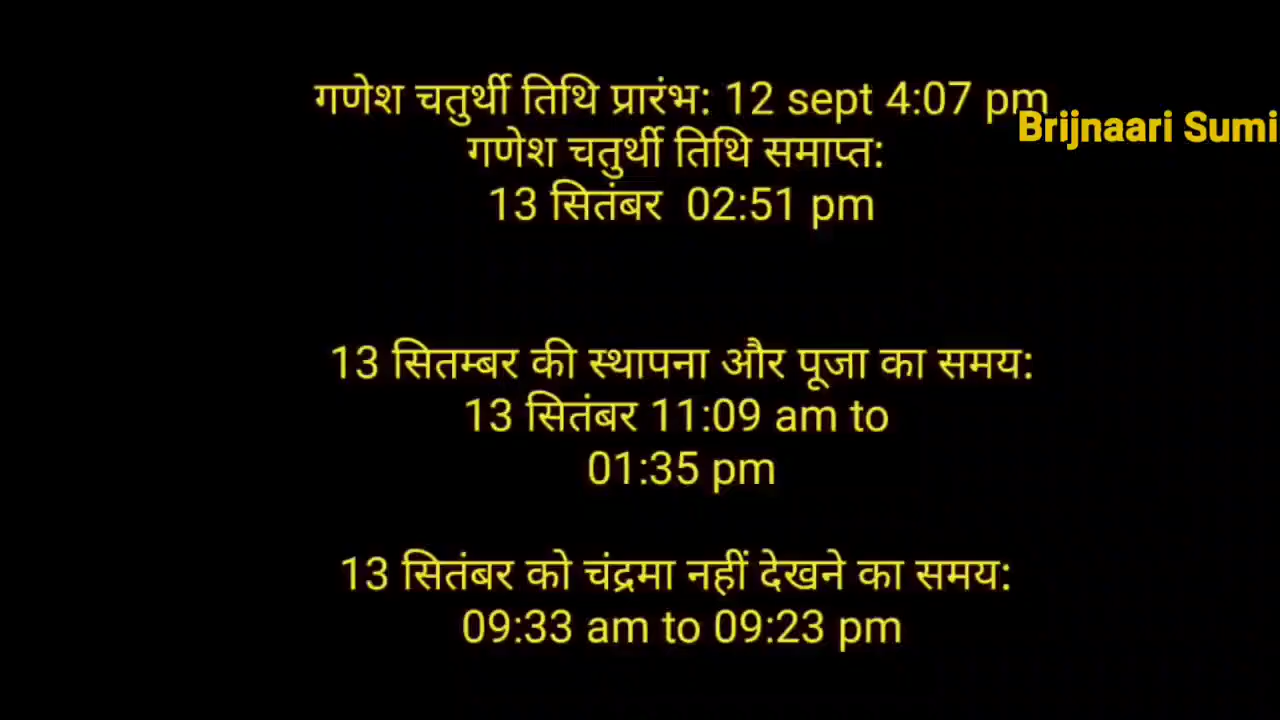 गणेश चतुर्थी तिथि प्रारंभ: 12 sept 4:07 pm
Brijnaari Sumi
गणेश चतुर्थी तिथि समाप्त:
13 सितंबर 02:51 pm
13 सितम्बर की स्थापना और पूजा का समय:
13 सितंबर 11:09 am to
01:35 pm
13 सितंबर को चंद्रमा नहीं देखने का समय:
09:33 am to 09:23 pm